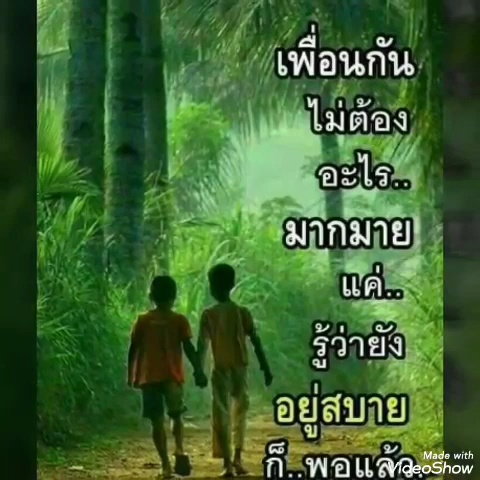 เพื่อนกัน
ไม่ต้อง
อะไร..
มากมาย
แค่..
รู้ว่ายัง
อยู่สบาย
ก็..พอแล้ว
Made with
VideoShow